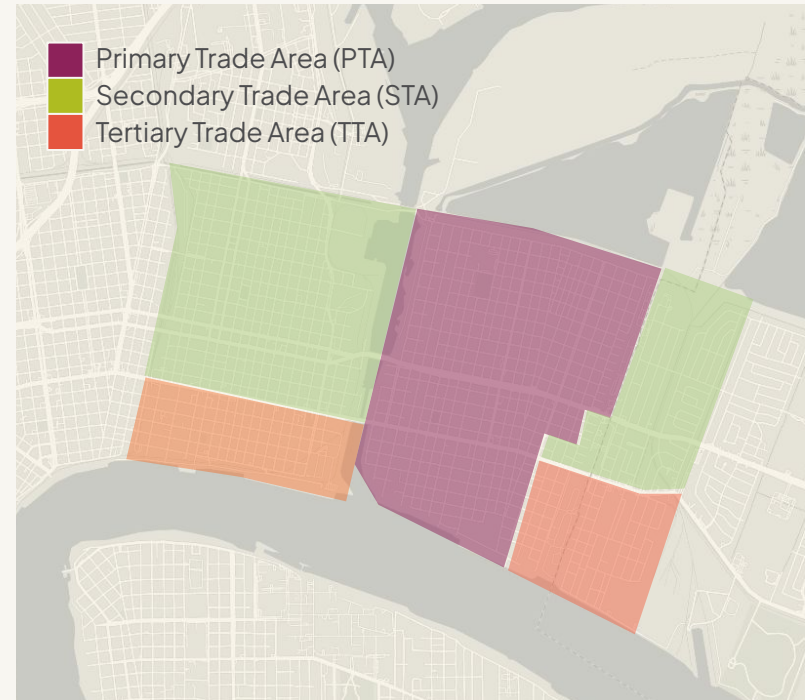 Primary Trade Area (PTA)
Secondary Trade Area (STA)
Tertiary Trade Area (TTA)